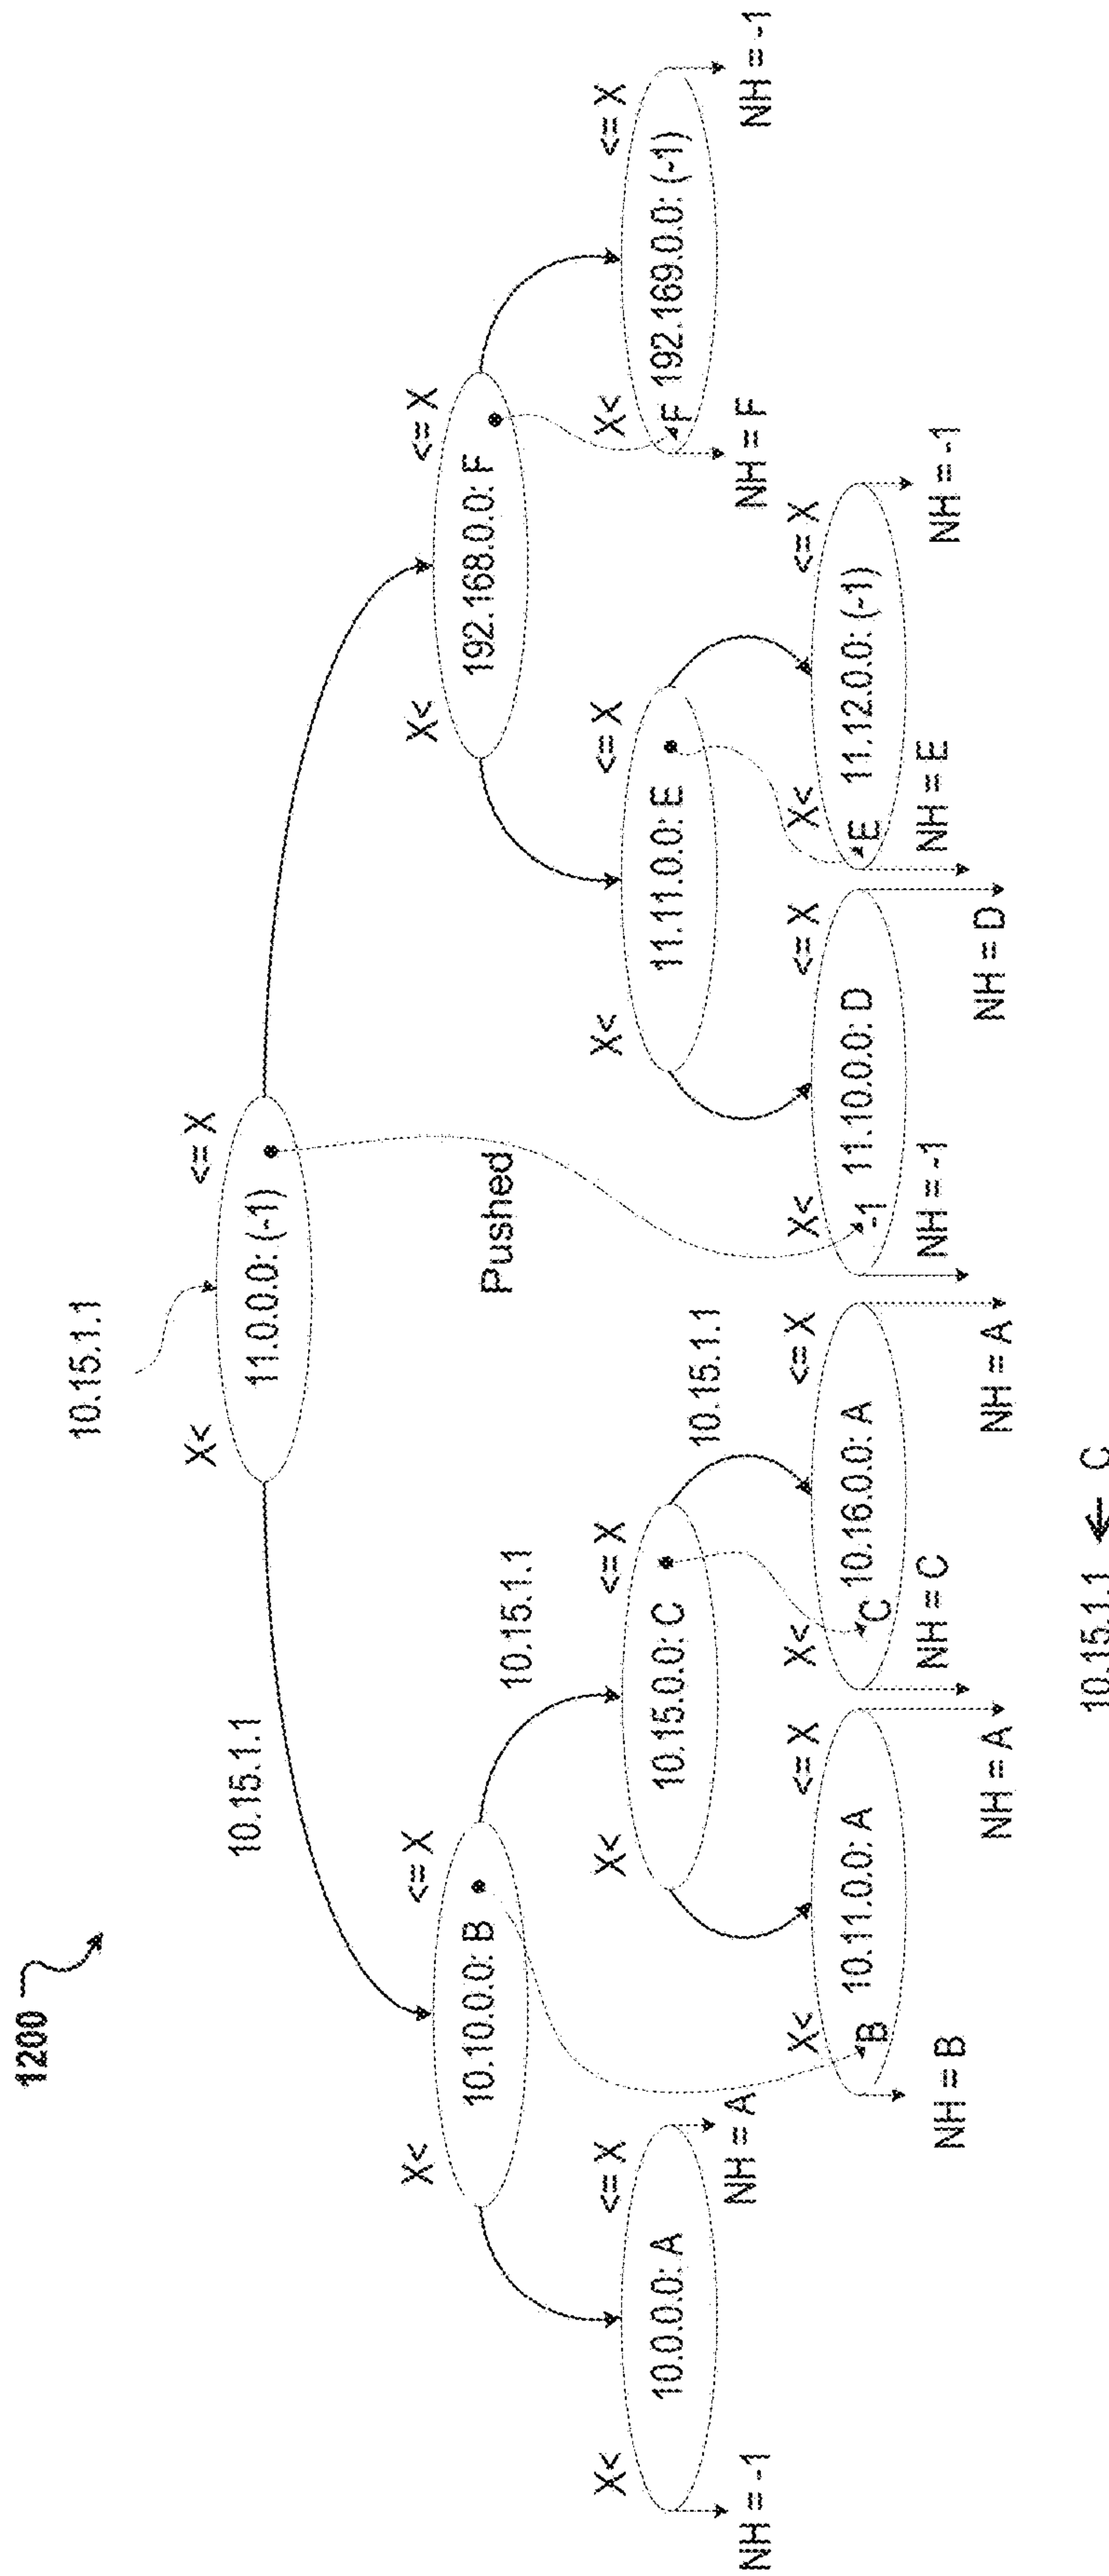 1200
10.15.1.1
X<
<= X
11.0.0.0: (-1)
10.15.1.1
Pushed
X<
<= X
10.10.0.0: B
X<
<= X
192.168.0.0: F
10.15.1.1
X<
<= X
10.0.0.0: A
NH = -1
NH = A
X<
<= X
10.15.0.0: C
10.15.1.1
X<
<= X
11.11.0.0: E
X<
<= X
F 192.169.0.0: (-1)
NH = F
NH = -1
X<
<= X
B 10.11.0.0: A
NH = B
NH = A
X<
<= X
C 10.16.0.0: A
NH = C
NH = A
X<
<= X
-1 11.10.0.0: D
NH = -1
NH = D
X<
<= X
E 11.12.0.0: (-1)
NH = E
NH = -1
10.15.1.1 ← C